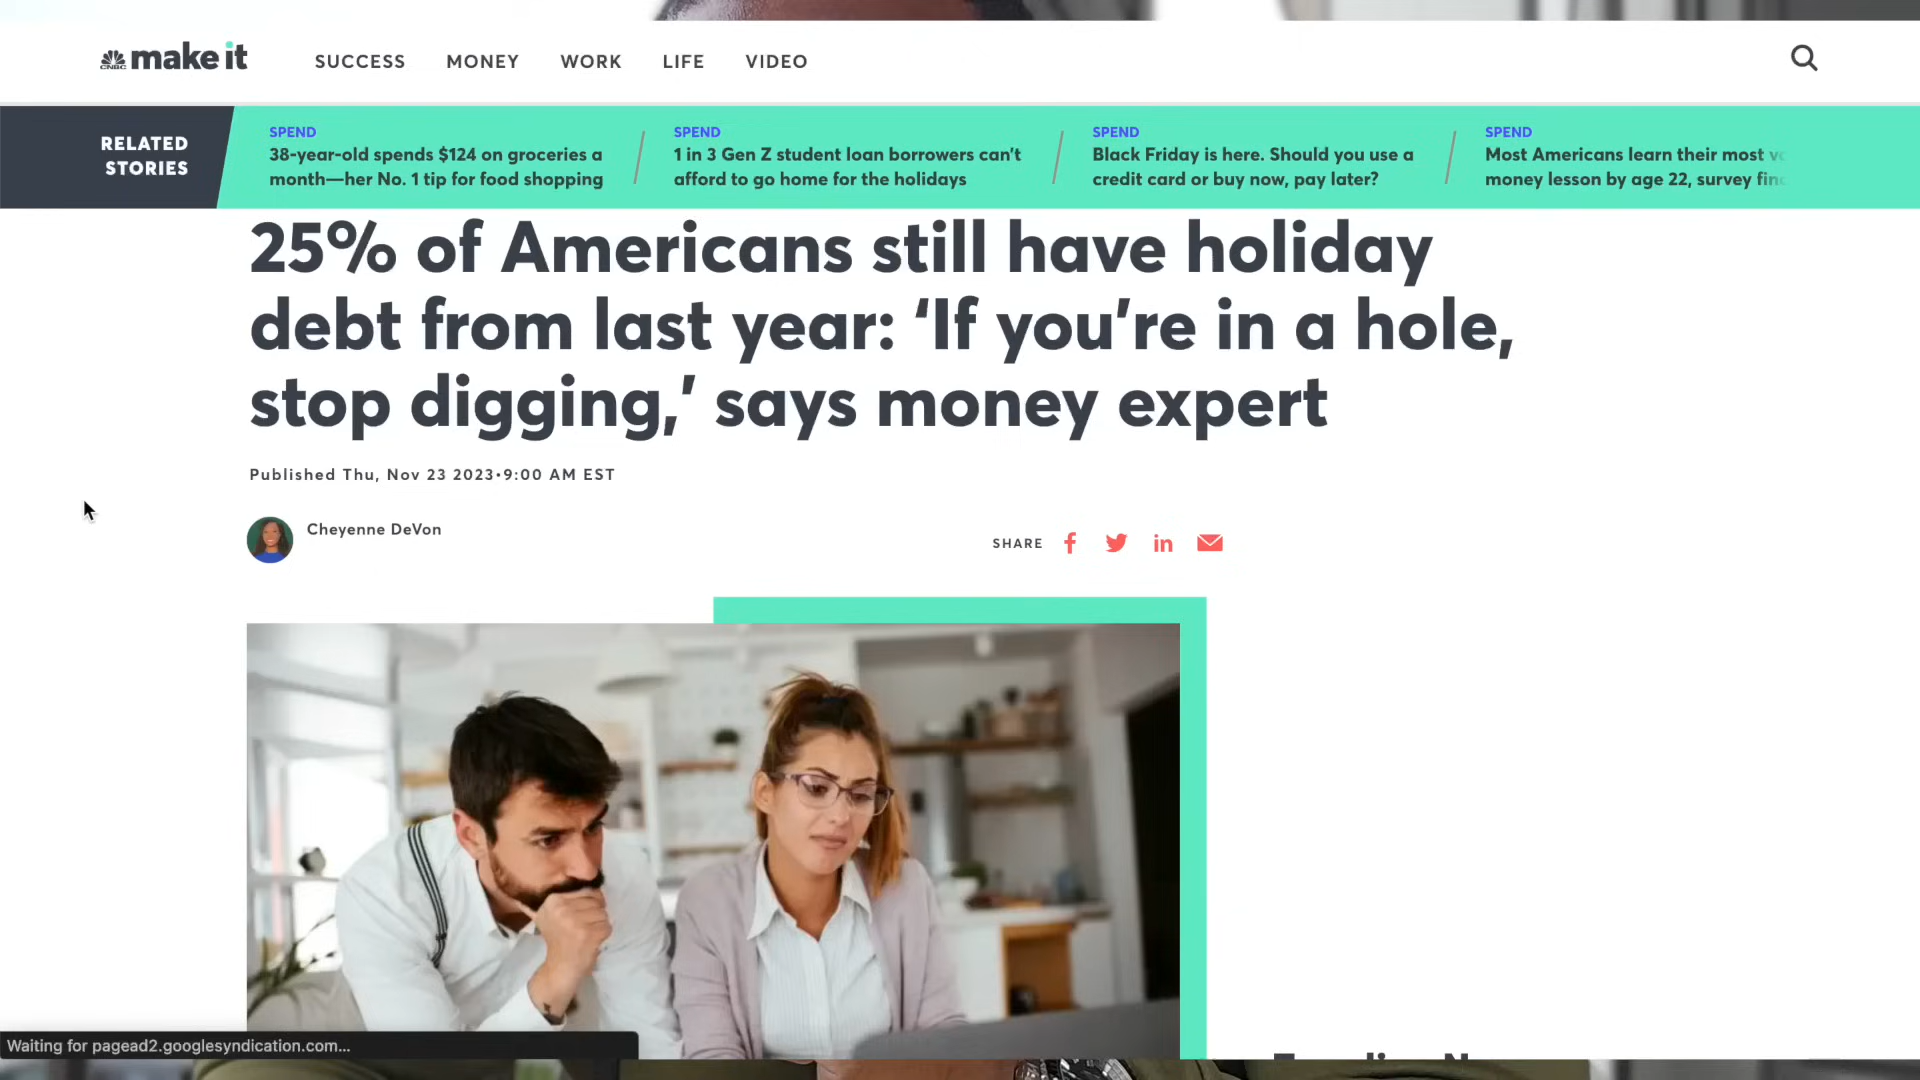 CNBC make it SUCCESS MONEY WORK LIFE VIDEO
RELATED
STORIES
SPEND
38-year-old spends $124 on groceries a
month—her No. 1 tip for food shopping
SPEND
1 in 3 Gen Z student loan borrowers can't
afford to go home for the holidays
SPEND
Black Friday is here. Should you use a
credit card or buy now, pay later?
SPEND
Most Americans learn their most
money lesson by age 22, survey
25% of Americans still have holiday
debt from last year: ‘If you’re in a hole,
stop digging,’ says money expert
Published Thu, Nov 23 2023•9:00 AM EST
Cheyenne DeVon
SHARE
Waiting for pagead2.googlesyndication.com...